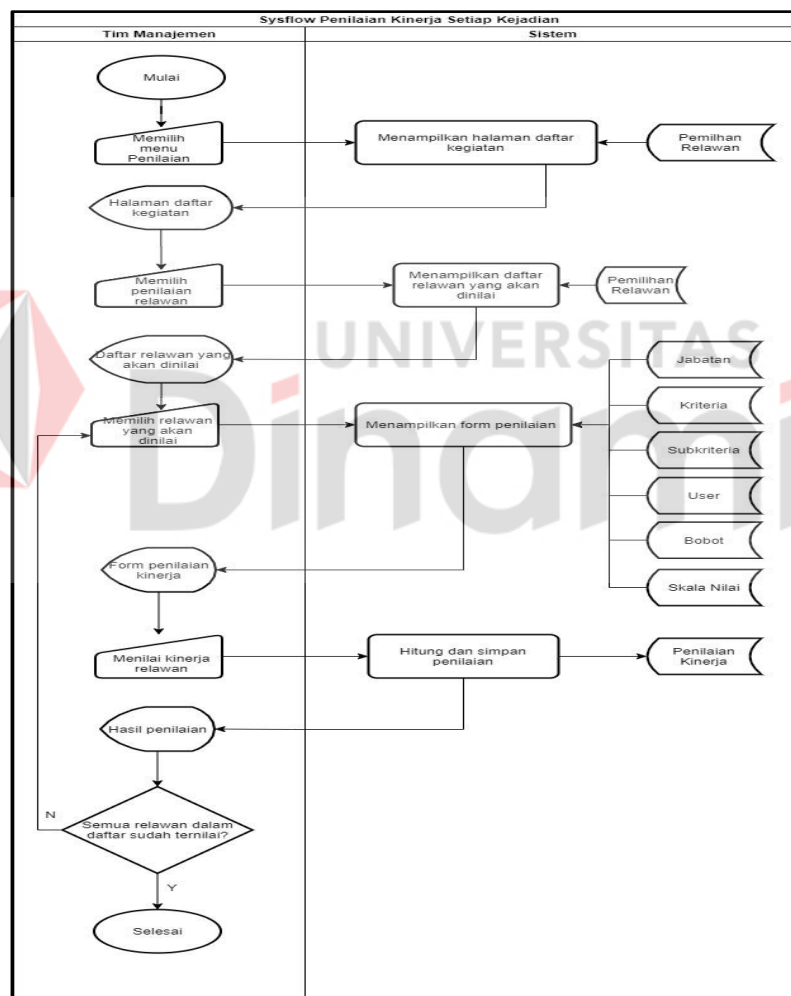 Sysflow Penilaian Kinerja Setiap Kejadian
Tim Manajemen
Sistem
Mulai
Memilih
menu
Penilaian
Menampilkan halaman daftar
kegiatan
Pemilhan
Relawan
Halaman daftar
kegiatan
Memilih
penilaian
relawan
Menampilkan daftar
relawan yang akan
dinilai
Pemilihan
Relawan
UNIVERSITAS
Dinami
Daftar relawan yang
akan dinilai
Jabatan
Memilih relawan
yang akan
dinilai
Menampilkan form penilaian
Kriteria
Subkriteria
User
Bobot
Skala Nilai
Form penilaian
kinerja
Menilai kinerja
relawan
Hitung dan simpan
penilaian
Penilaian
Kinerja
Hasil penilaian
N
Semua relawan dalam
daftar sudah ternilai?
Y
Selesai